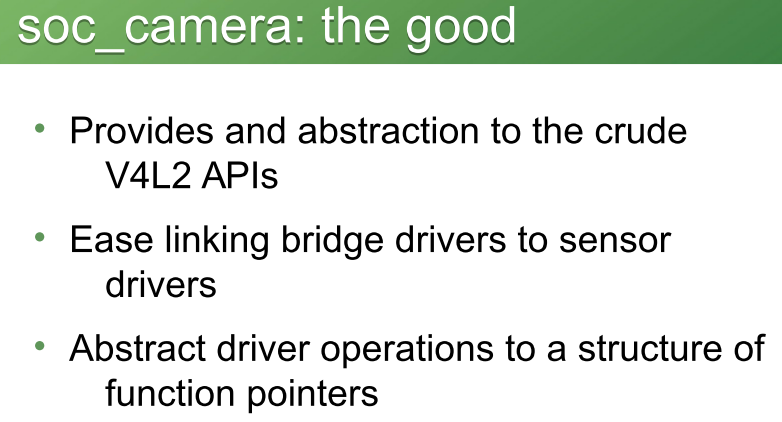 soc_camera: the good
• Provides and abstraction to the crude
V4L2 APIs
• Ease linking bridge drivers to sensor
drivers
• Abstract driver operations to a structure of
function pointers